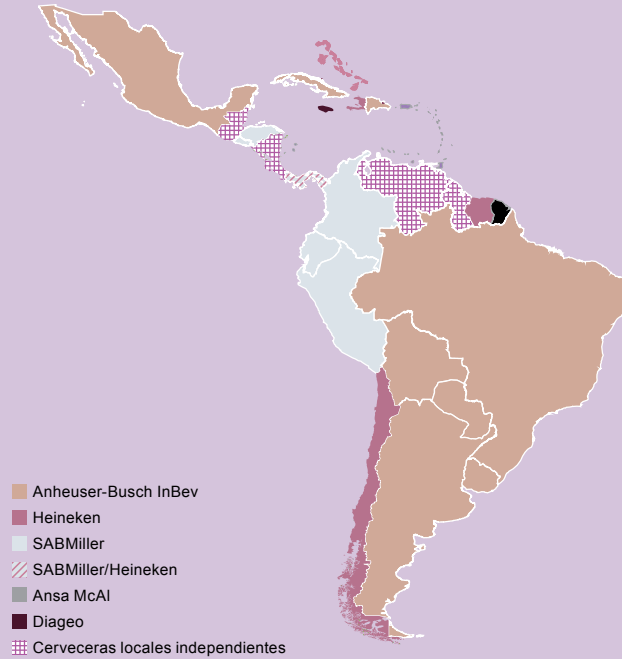 Anheuser-Busch InBev
Heineken
SABMiller
SABMiller/Heineken
Ansa McAl
Diageo
Cerveceras locales independientes